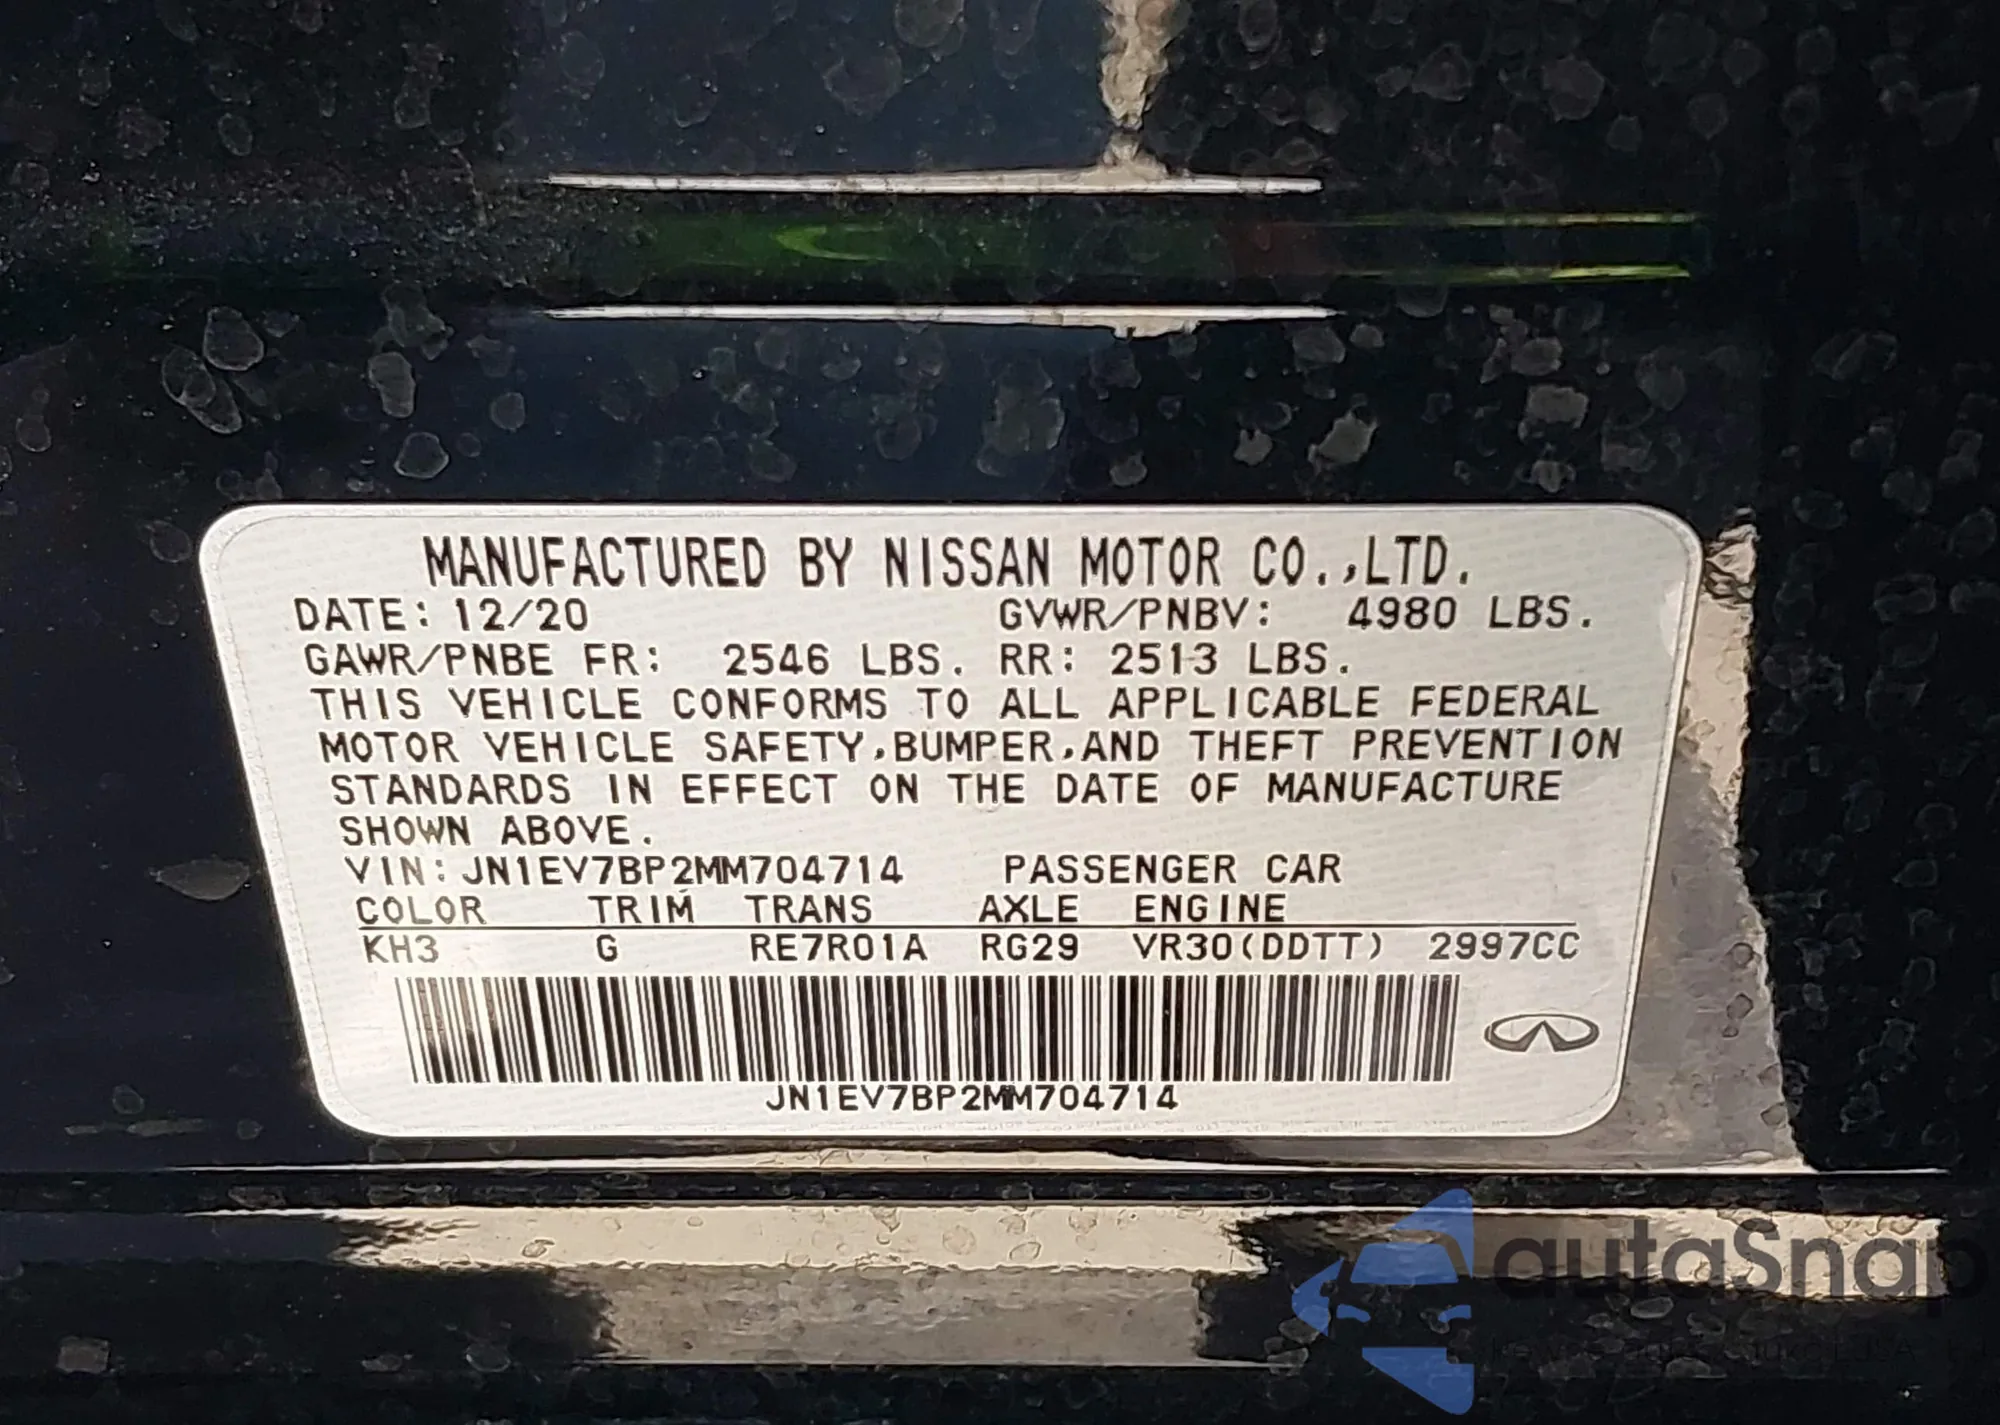 MANUFACTURED BY NISSAN MOTOR CO.,LTD.
DATE: 12/20 GVWR/PNBV: 4980 LBS.
GAWR/PNBE FR: 2546 LBS. RR: 2513 LBS.
THIS VEHICLE CONFORMS TO ALL APPLICABLE FEDERAL
MOTOR VEHICLE SAFETY,BUMPER,AND THEFT PREVENTION
STANDARDS IN EFFECT ON THE DATE OF MANUFACTURE
SHOWN ABOVE.
VIN: JN1EV7BP2MM704714 PASSENGER CAR
COLOR TRIM TRANS AXLE ENGINE
KH3 G RE7R01A RG29 VR30(DDTT) 2997CC
JN1EV7BP2MM704714
autaSnap